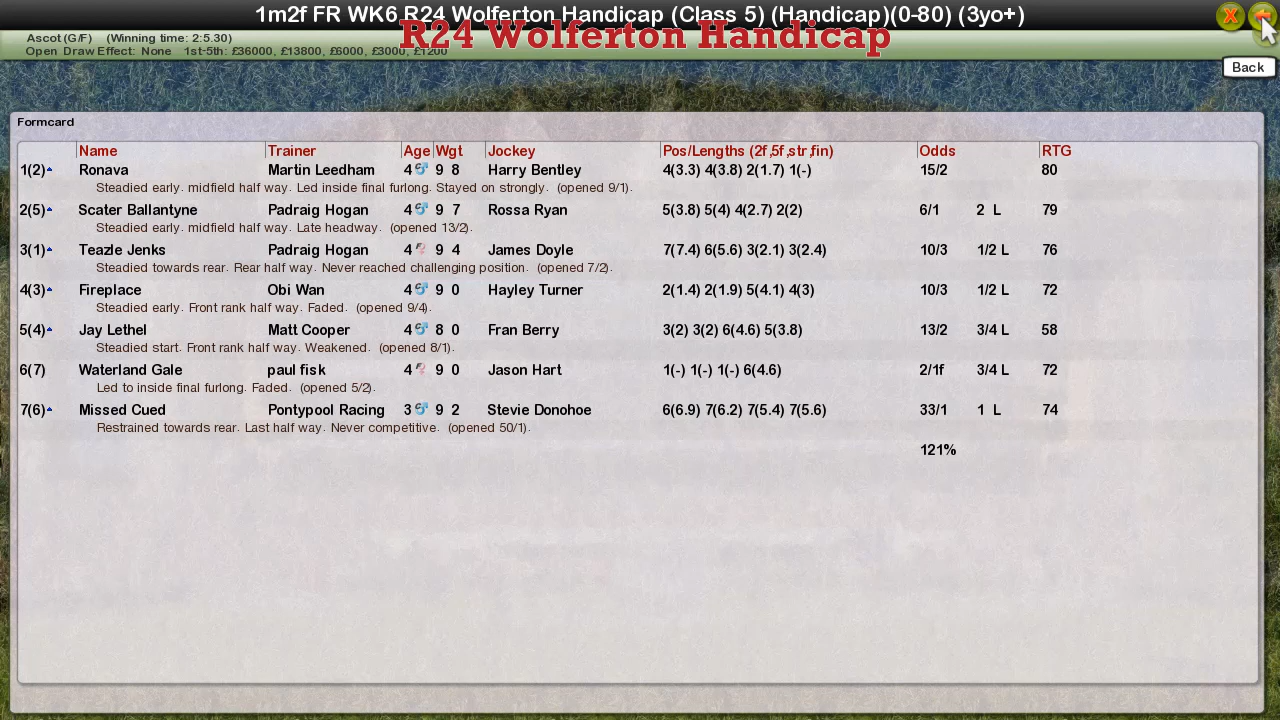 1m2f FR WK6 R24 Wolferton Handicap (Class 5) (Handicap)(0-80) (3yo+)
R24 Wolferton Handicap
Ascot(G/F) (Winning time: 2:5.30)
Open Draw Effect: None 1st-5th: £36000, £13800, £6000, £3000, £1200
X
Back
Formcard
Name Trainer Age Wgt Jockey Pos/Lengths (2f,5f,str,fin) Odds RTG
1(2) Ronava Martin Leedham 4 9 8 Harry Bentley 4(3.3) 4(3.8) 2(1.7) 1(-) 15/2 80
Steadied early. midfield half way. Led inside final furlong. Stayed on strongly. (opened 9/1).
2(5) Scater Ballantyne Padraig Hogan 4 9 7 Rossa Ryan 5(3.8) 5(4) 4(2.7) 2(2) 6/1 2 L 79
Steadied early. midfield half way. Late headway. (opened 13/2).
3(1) Teazle Jenks Padraig Hogan 4 9 4 James Doyle 7(7.4) 6(5.6) 3(2.1) 3(2.4) 10/3 1/2 L 76
Steadied towards rear. Rear half way. Never reached challenging position. (opened 7/2).
4(3) Fireplace Obi Wan 4 9 0 Hayley Turner 2(1.4) 2(1.9) 5(4.1) 4(3) 10/3 1/2 L 72
Steadied early. Front rank half way. Faded. (opened 9/4).
5(4) Jay Lethel Matt Cooper 4 8 0 Fran Berry 3(2) 3(2) 6(4.6) 5(3.8) 13/2 3/4 L 58
Steadied start. Front rank half way. Weakened. (opened 8/1).
6(7) Waterland Gale paul fisk 4 9 0 Jason Hart 1(-) 1(-) 1(-) 6(4.6) 2/1f 3/4 L 72
Led to inside final furlong. Faded. (opened 5/2).
7(6) Missed Cued Pontypool Racing 3 9 2 Stevie Donohoe 6(6.9) 7(6.2) 7(5.4) 7(5.6) 33/1 1 L 74
Restrained towards rear. Last half way. Never competitive. (opened 50/1).
121%